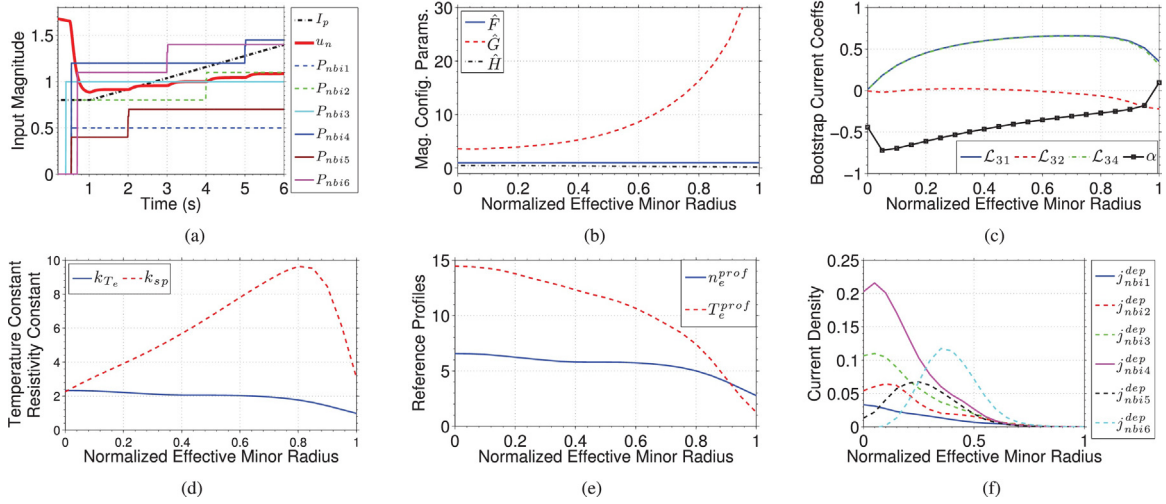 1.5
1
0.5
0
1 2 3 4 5 6
Input Magnitude
Time (s)
I_p
u_n
P_nbi1
P_nbi2
P_nbi3
P_nbi4
P_nbi5
P_nbi6
(a)
30
20
10
0
0 0.2 0.4 0.6 0.8 1
Mag. Config. Params.
Normalized Effective Minor Radius
F̂
Ĝ
Ĥ
(b)
1
0.5
0
−0.5
−1
0 0.2 0.4 0.6 0.8 1
Bootstrap Current Coeffs
Normalized Effective Minor Radius
ℒ_31 ℒ_32 ℒ_34 α
(c)
10
8
6
4
2
0
0 0.2 0.4 0.6 0.8 1
Temperature Constant
Resistivity Constant
Normalized Effective Minor Radius
k_T_e k_sp
(d)
15
10
5
0
0 0.2 0.4 0.6 0.8 1
Reference Profiles
Normalized Effective Minor Radius
n_e^prof
T_e^prof
(e)
0.25
0.2
0.15
0.1
0.05
0
0 0.5 1
Current Density
Normalized Effective Minor Radius
j_nbi1^dep
j_nbi2^dep
j_nbi3^dep
j_nbi4^dep
j_nbi5^dep
j_nbi6^dep
(f)